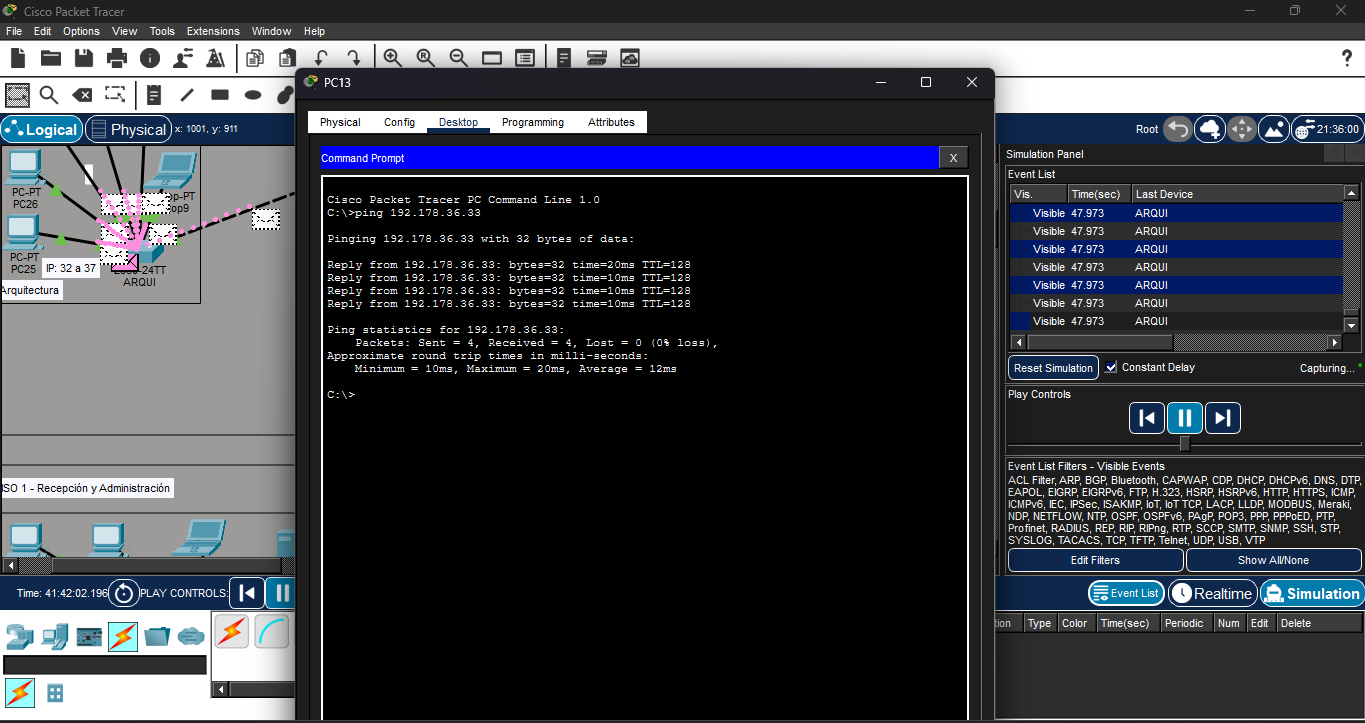 Cisco Packet Tracer
File Edit Options View Tools Extensions Window Help
PC13
Physical Config Desktop Programming Attributes
Logical Physical x: 1001, y: 911
Root 21:36:00
Command Prompt X
Cisco Packet Tracer PC Command Line 1.0
C:\>ping 192.178.36.33
Pinging 192.178.36.33 with 32 bytes of data:
Reply from 192.178.36.33: bytes=32 time=20ms TTL=128
Reply from 192.178.36.33: bytes=32 time=10ms TTL=128
Reply from 192.178.36.33: bytes=32 time=10ms TTL=128
Reply from 192.178.36.33: bytes=32 time=10ms TTL=128
Ping statistics for 192.178.36.33:
Packets: Sent = 4, Received = 4, Lost = 0 (0% loss),
Approximate round trip times in milli-seconds:
Minimum = 10ms, Maximum = 20ms, Average = 12ms
C:\>
PC-PT
PC26
op-PT
op9
PC-PT
PC25
IP: 32 a 37
-24TT
ARQUI
Arquitectura
ISO 1 - Recepción y Administración
Simulation Panel
Event List
Vis. Time(sec) Last Device
Visible 47.973 ARQUI
Visible 47.973 ARQUI
Visible 47.973 ARQUI
Visible 47.973 ARQUI
Visible 47.973 ARQUI
Visible 47.973 ARQUI
Visible 47.973 ARQUI
Reset Simulation Constant Delay Capturing... *
Play Controls
Event List Filters - Visible Events
ACL Filter, ARP, BGP, Bluetooth, CAPWAP, CDP, DHCP, DHCPv6, DNS, DTP,
EAPOL, EIGRP, EIGRPv6, FTP, H.323, HSRP, HSRPv6, HTTP, HTTPS, ICMP,
ICMPv6, IEC, IPSec, ISAKMP, IoT, IoT TCP, LACP, LLDP, MODBUS, Meraki,
NDP, NETFLOW, NTP, OSPF, OSPFv6, PAgP, POP3, PPP, PPPoED, PTP,
Profinet, RADIUS, REP, RIP, RIPng, RTP, SCCP, SMTP, SNMP, SSH, STP,
SYSLOG, TACACS, TCP, TFTP, Telnet, UDP, USB, VTP
Edit Filters Show All/None
Time: 41:42:02.196 PLAY CONTROLS:
Event List Realtime Simulation
tion Type Color Time(sec) Periodic Num Edit Delete